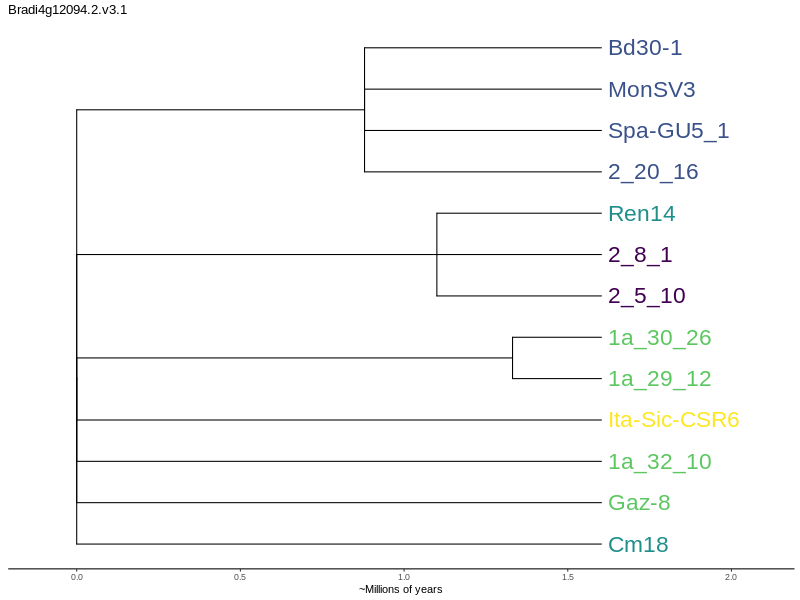 Bradi4g12094.2.v3.1
Bd30-1
MonSV3
Spa-GU5_1
2_20_16
Ren14
2_8_1
2_5_10
1a_30_26
1a_29_12
Ita-Sic-CSR6
1a_32_10
Gaz-8
Cm18
0.0 0.5 1.0 1.5 2.0
~Millions of years